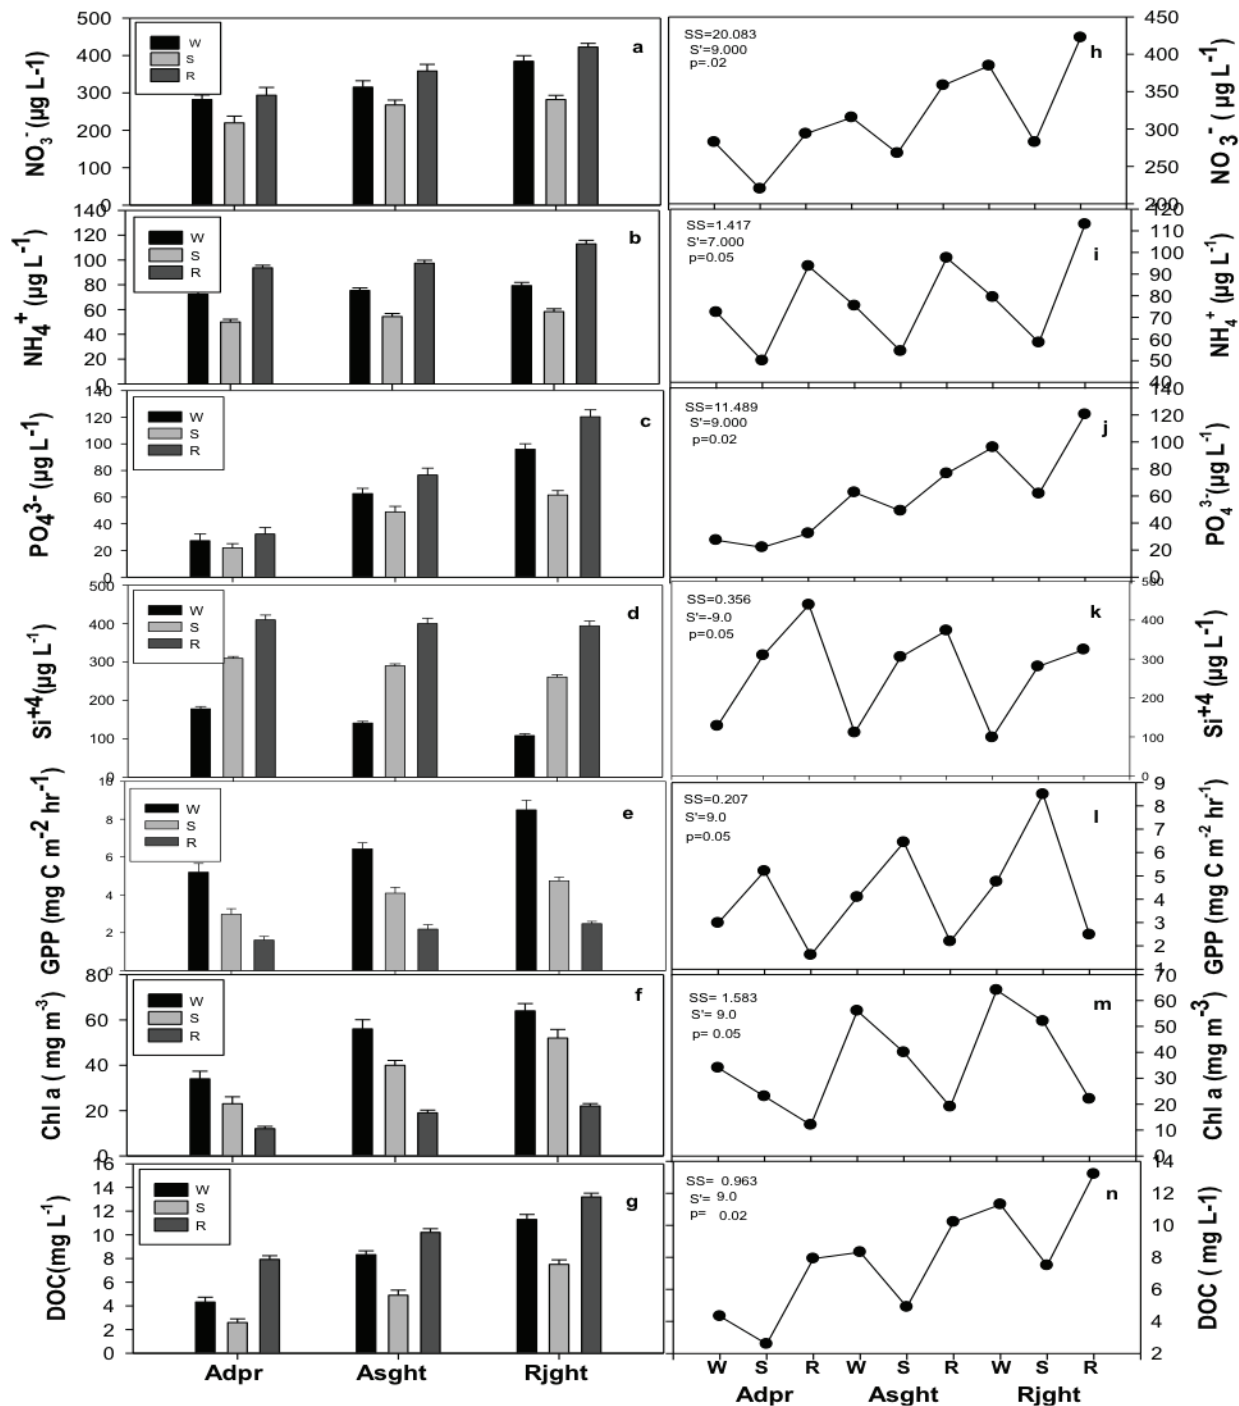 NO3- (µg L-1)
500
400
300
200
100
0
W
S
R
a
SS=20.083
S'=9.000
p=.02
h
450
400
350
300
250
200
NO3- ( µg L-1)
NH4+ (µg L-1)
140
120
100
80
60
40
20
0
W
S
R
b
SS=1.417
S'=7.000
p=0.05
i
120
100
90
80
70
60
50
40
NH4+ (µg L-1)
PO43- (µg L-1)
140
120
100
80
60
40
20
0
W
S
R
c
SS=11.489
S'=9.000
p=0.02
j
140
120
100
80
60
40
20
0
PO43-(µg L-1)
Si+4(µg L-1)
500
400
300
200
100
0
W
S
R
d
SS=0.356
S'=-9.0
p=0.05
k
500
400
300
200
100
0
Si+4 (µg L-1)
GPP (mg C m-2 hr-1)
10
8
6
4
2
0
W
S
R
e
SS=0.207
S'=9.0
p=0.05
l
9
8
7
6
5
4
3
2
1
GPP (mg C m-2 hr-1)
Chl a ( mg m-3)
80
60
40
20
0
W
S
R
f
SS= 1.583
S'= 9.0
p= 0.05
m
70
60
50
40
30
20
10
0
Chl a (mg m-3)
DOC(mg L-1)
16
14
12
10
8
6
4
2
0
W
S
R
g
SS= 0.963
S'= 9.0
p= 0.02
n
14
12
10
8
6
4
2
DOC ( mg L-1)
Adpr Asght Rjght
W S R W S R W S R
Adpr Asght Rjght